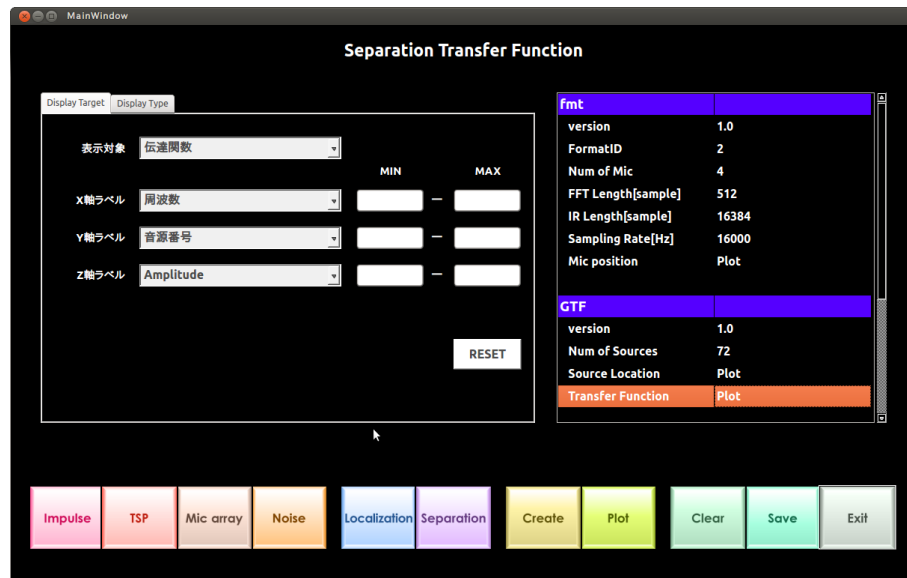 MainWindow
Separation Transfer Function
Display Target Display Type
表示対象 伝達関数
MIN MAX
X軸ラベル 周波数 –
Y軸ラベル 音源番号 –
Z軸ラベル Amplitude –
RESET
fmt
version 1.0
FormatID 2
Num of Mic 4
FFT Length[sample] 512
IR Length[sample] 16384
Sampling Rate[Hz] 16000
Mic position Plot
GTF
version 1.0
Num of Sources 72
Source Location Plot
Transfer Function Plot
Impulse TSP Mic array Noise Localization Separation Create Plot Clear Save Exit